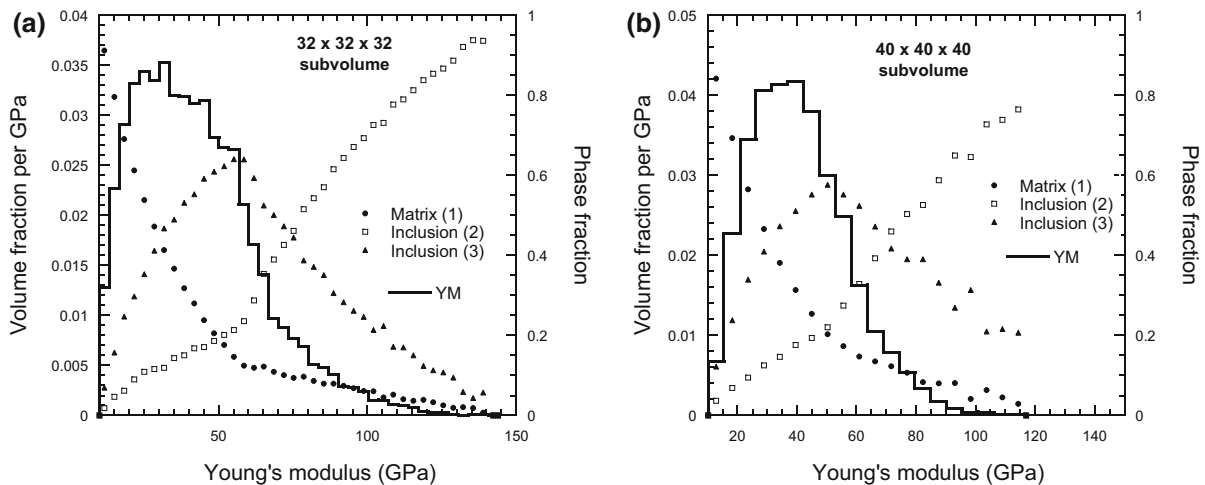 (a)
32 x 32 x 32
subvolume
Volume fraction per GPa
0.04
0.035
0.03
0.025
0.02
0.015
0.01
0.005
0
1
0.8
0.6
0.4
0.2
0
Phase fraction
Matrix (1)
Inclusion (2)
Inclusion (3)
YM
50
100
150
Young's modulus (GPa)
(b)
40 x 40 x 40
subvolume
Volume fraction per GPa
0.05
0.04
0.03
0.02
0.01
0
1
0.8
0.6
0.4
0.2
0
Phase fraction
Matrix (1)
Inclusion (2)
Inclusion (3)
YM
20
40
60
80
100
120
140
Young's modulus (GPa)